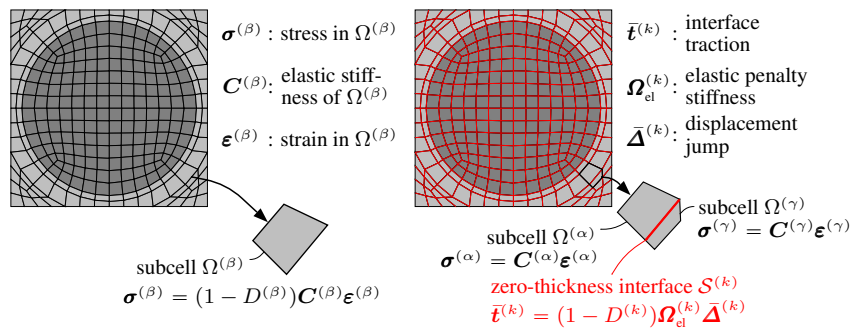 σ^(β) : stress in Ω^(β)
C^(β) : elastic stiff-
ness of Ω^(β)
ε^(β) : strain in Ω^(β)
subcell Ω^(β)
σ^(β) = (1 − D^(β))C^(β)ε^(β)
t̄^(k) : interface
traction
Ω_el^(k) : elastic penalty
stiffness
Δ̄^(k) : displacement
jump
subcell Ω^(γ)
σ^(γ) = C^(γ)ε^(γ)
subcell Ω^(α)
σ^(α) = C^(α)ε^(α)
zero-thickness interface 𝒮^(k)
t̄^(k) = (1 − D^(k))Ω_el^(k) Δ̄^(k)